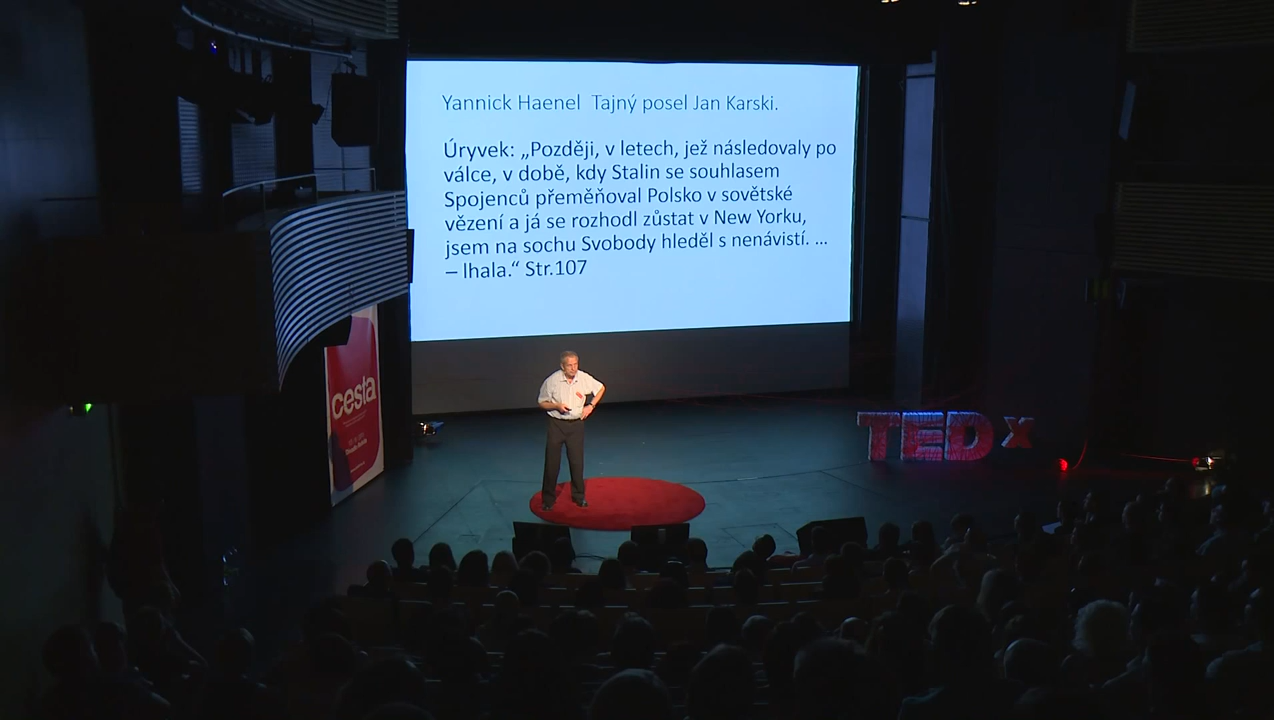 Yannick Haenel  Tajný posel Jan Karski.
Úryvek: „Později, v letech, jež následovaly po
válce, v době, kdy Stalin se souhlasem
Spojenců přeměňoval Polsko v sovětské
vězení a já se rozhodl zůstat v New Yorku,
jsem na sochu Svobody hleděl s nenávistí. …
– lhala.“ Str.107
cesta
TEDx